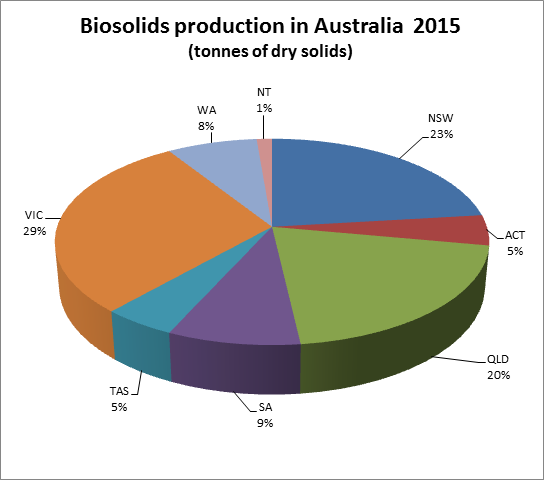 Biosolids production in Australia 2015
(tonnes of dry solids)
NT
1%
WA
8%
NSW
23%
VIC
29%
ACT
5%
QLD
20%
TAS
5%
SA
9%